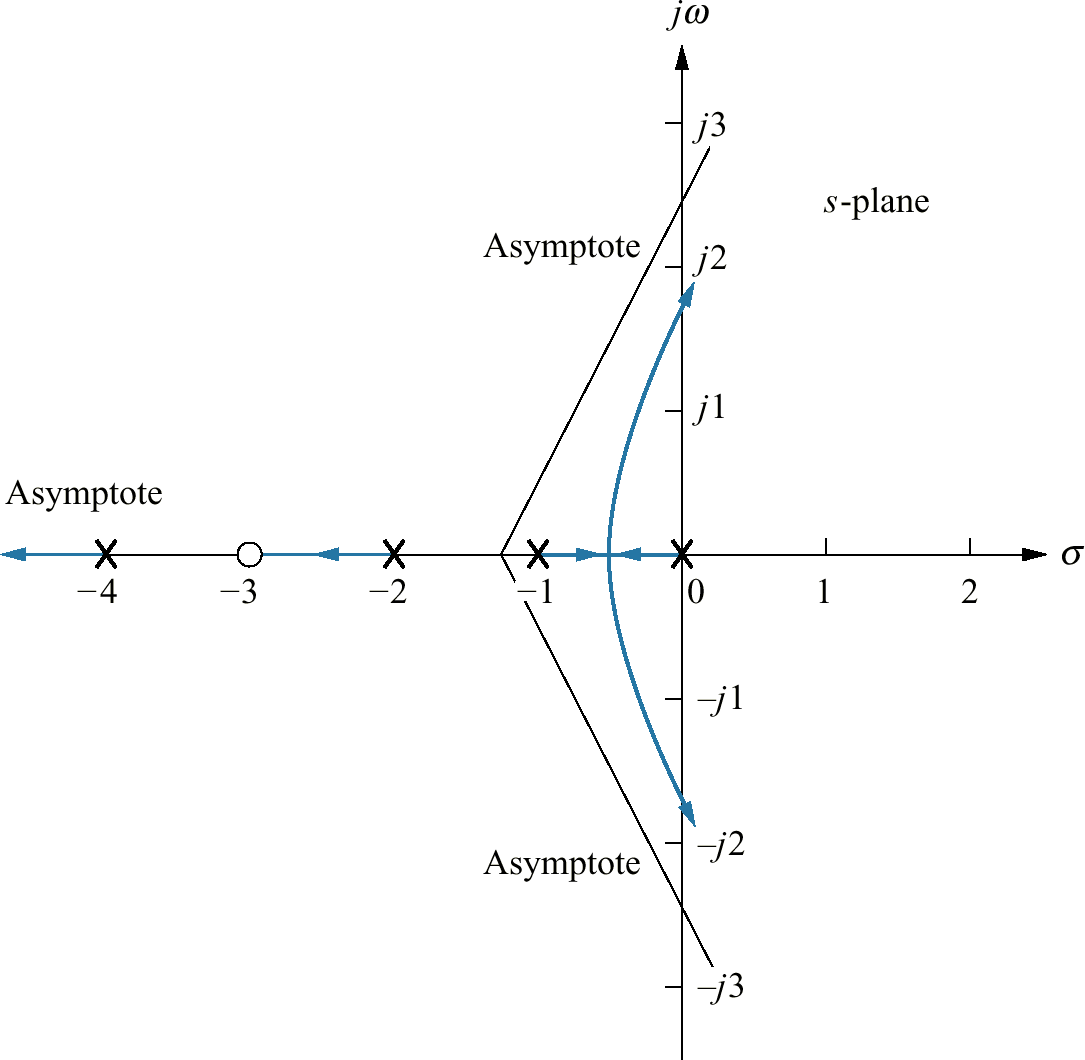 jω
j3
s-plane
Asymptote
j2
j1
Asymptote
σ
−4 −3 −2 −1 0 1 2
–j1
–j2
Asymptote
–j3